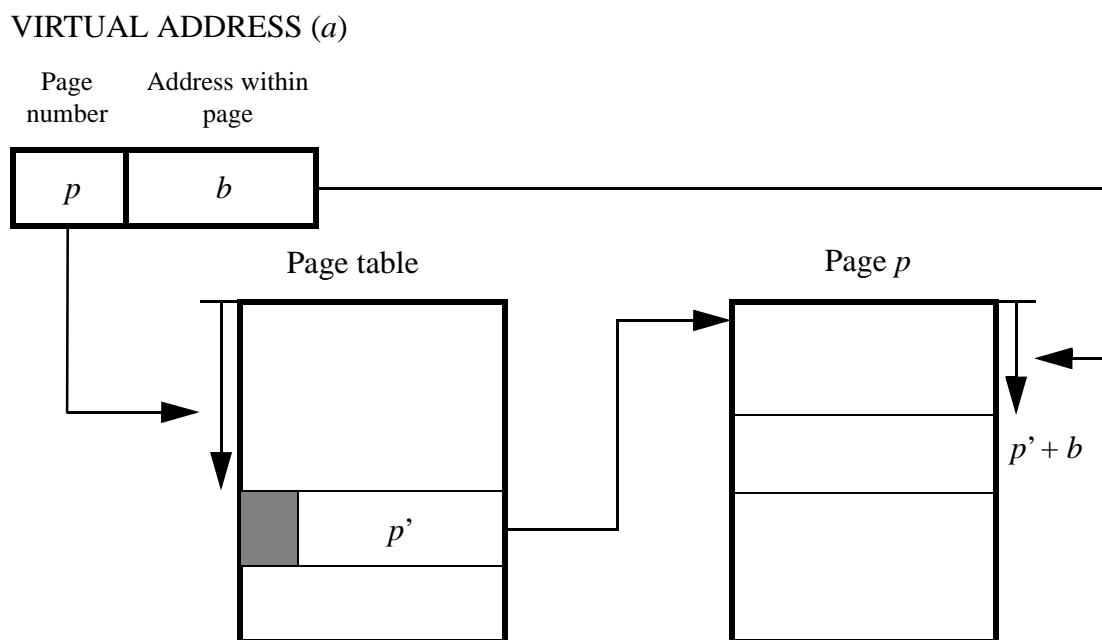 VIRTUAL ADDRESS (a)
Page
number
Address within
page
p
b
Page table
Page p
p’ + b
p’